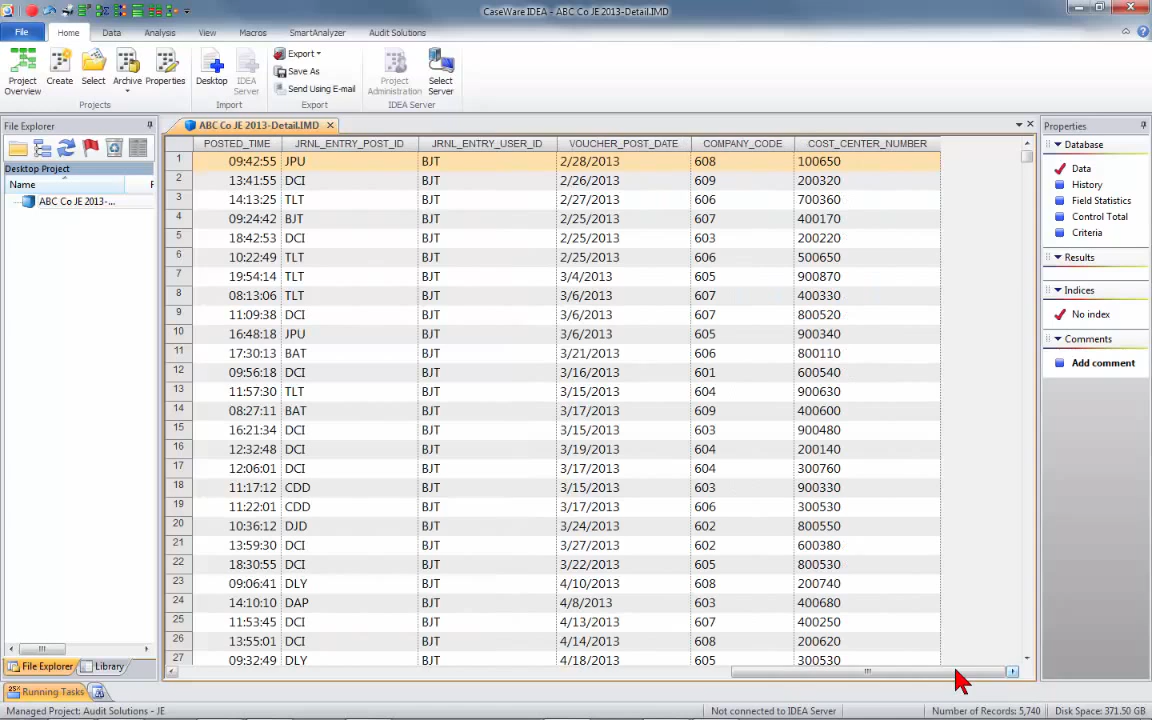 CaseWare IDEA - ABC Co JE 2013-Detail.IMD
File Home Data Analysis View Macros SmartAnalyzer Audit Solutions
Project Overview Create Select Archive Properties Desktop IDEA Server Export Save As Send Using E-mail Project Administration Select Server
Projects Import Export IDEA Server
File Explorer ABC Co JE 2013-Detail.IMD Properties
Desktop Project
Name F
ABC Co JE 2013-...
POSTED_TIME JRNL_ENTRY_POST_ID JRNL_ENTRY_USER_ID VOUCHER_POST_DATE COMPANY_CODE COST_CENTER_NUMBER
1 09:42:55 JPU BJT 2/28/2013 608 100650
2 13:41:55 DCI BJT 2/26/2013 609 200320
3 14:13:25 TLT BJT 2/27/2013 606 700360
4 09:24:42 BJT BJT 2/25/2013 607 400170
5 18:42:53 DCI BJT 2/25/2013 603 200220
6 10:22:49 TLT BJT 2/25/2013 606 500650
7 19:54:14 TLT BJT 3/4/2013 605 900870
8 08:13:06 TLT BJT 3/6/2013 607 400330
9 11:09:38 DCI BJT 3/6/2013 607 800520
10 16:48:18 JPU BJT 3/6/2013 605 900340
11 17:30:13 BAT BJT 3/21/2013 606 800110
12 09:56:18 DCI BJT 3/16/2013 601 600540
13 11:57:30 TLT BJT 3/15/2013 604 900630
14 08:27:11 BAT BJT 3/17/2013 609 400600
15 16:21:34 DCI BJT 3/15/2013 603 900480
16 12:32:48 DCI BJT 3/19/2013 604 200140
17 12:06:01 DCI BJT 3/17/2013 604 300760
18 11:17:12 CDD BJT 3/15/2013 603 900330
19 11:22:01 CDD BJT 3/17/2013 606 300530
20 10:36:12 DJD BJT 3/24/2013 602 800550
21 13:59:30 DCI BJT 3/27/2013 602 600380
22 18:30:55 DCI BJT 3/22/2013 605 800530
23 09:06:41 DLY BJT 4/10/2013 608 200740
24 14:10:10 DAP BJT 4/8/2013 603 400680
25 11:53:45 DCI BJT 4/13/2013 607 400250
26 13:55:01 DCI BJT 4/14/2013 608 200620
27 09:32:49 DLY BJT 4/18/2013 605 300530
Database
Data
History
Field Statistics
Control Total
Criteria
Results
Indices
No index
Comments
Add comment
File Explorer Library
Running Tasks
Managed Project: Audit Solutions - JE Not connected to IDEA Server Number of Records: 5,740 Disk Space: 371.50 GB